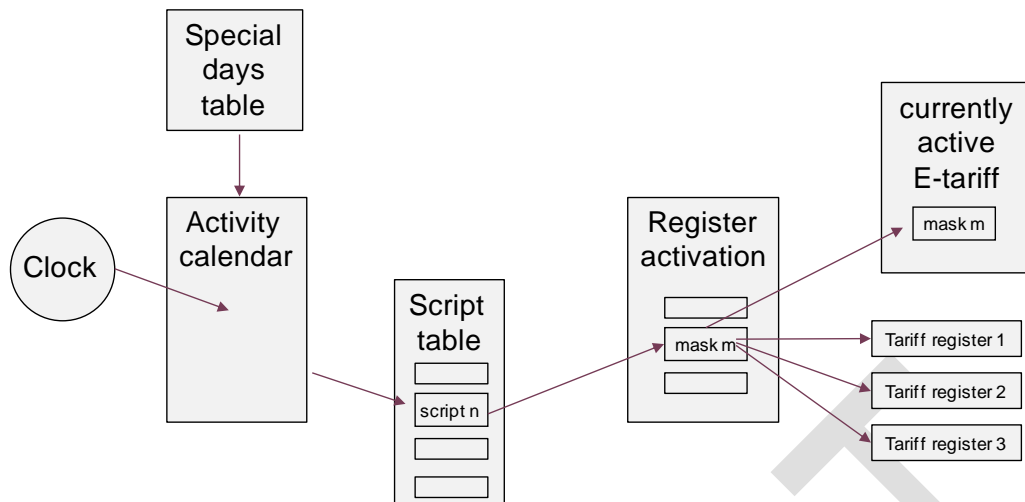 Special
days
table
currently
active
E-tariff
mask m
Activity
calendar
Register
activation
Clock
Script
table
mask m
Tariff register 1
Tariff register 2
script n
Tariff register 3